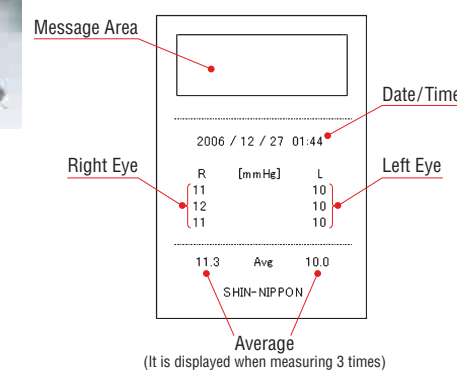 Message Area
Date/Time
2006 / 12 / 27 01:44
Right Eye
Left Eye
R [mmHg] L
11 10
12 10
11 10
11.3 Avg 10.0
SHIN-NIPPON
Average
(It is displayed when measuring 3 times)